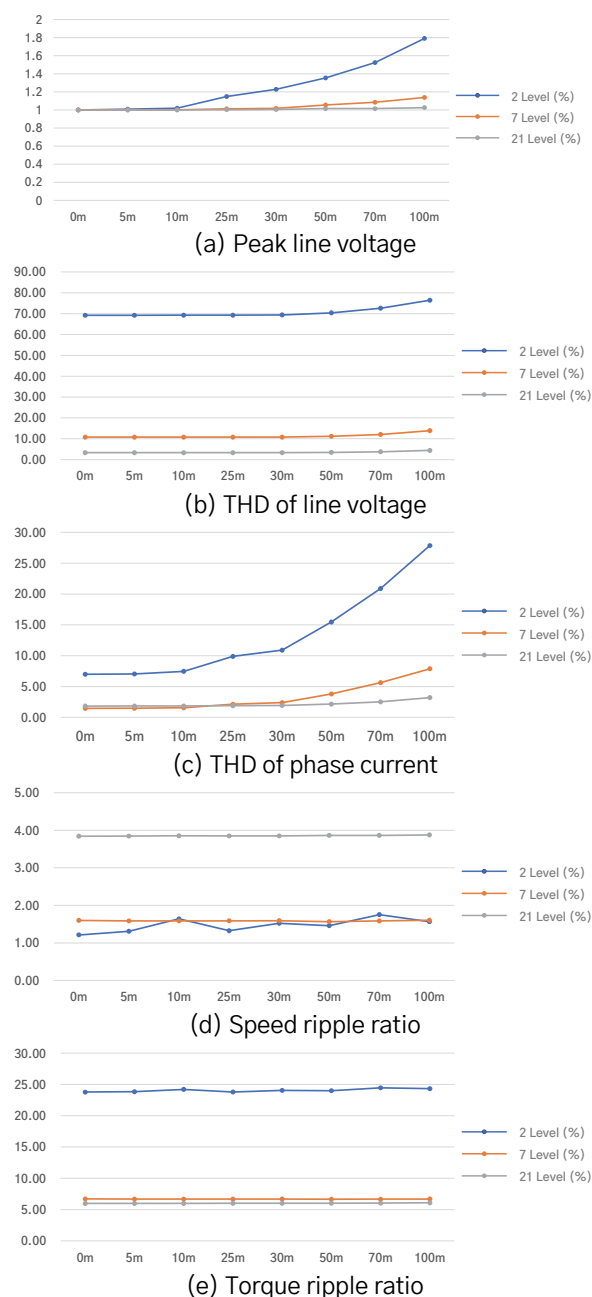 2
1.8
1.6
1.4
1.2
1
0.8
0.6
0.4
0.2
0
0m 5m 10m 25m 30m 50m 70m 100m
2 Level (%)
7 Level (%)
21 Level (%)
(a) Peak line voltage
90.00
80.00
70.00
60.00
50.00
40.00
30.00
20.00
10.00
0.00
0m 5m 10m 25m 30m 50m 70m 100m
2 Level (%)
7 Level (%)
21 Level (%)
(b) THD of line voltage
30.00
25.00
20.00
15.00
10.00
5.00
0.00
0m 5m 10m 25m 30m 50m 70m 100m
2 Level (%)
7 Level (%)
21 Level (%)
(c) THD of phase current
5.00
4.00
3.00
2.00
1.00
0.00
0m 5m 10m 25m 30m 50m 70m 100m
2 Level (%)
7 Level (%)
21 Level (%)
(d) Speed ripple ratio
30.00
25.00
20.00
15.00
10.00
5.00
0.00
0m 5m 10m 25m 30m 50m 70m 100m
2 Level (%)
7 Level (%)
21 Level (%)
(e) Torque ripple ratio